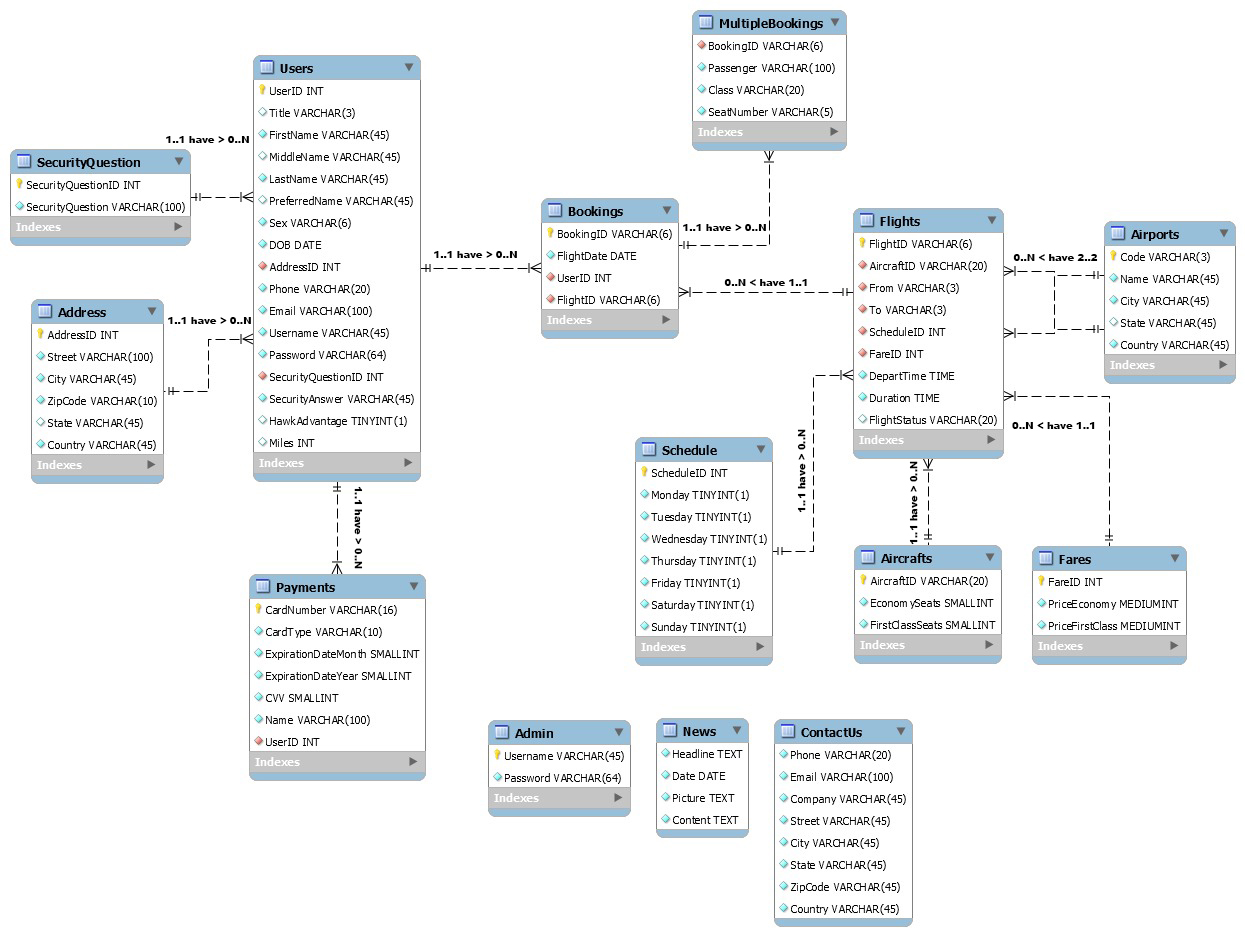 MultipleBookings
BookingID VARCHAR(6)
Passenger VARCHAR(100)
Class VARCHAR(20)
SeatNumber VARCHAR(5)
Indexes
Users
UserID INT
Title VARCHAR(3)
FirstName VARCHAR(45)
MiddleName VARCHAR(45)
LastName VARCHAR(45)
PreferredName VARCHAR(45)
Sex VARCHAR(6)
DOB DATE
AddressID INT
Phone VARCHAR(20)
Email VARCHAR(100)
Username VARCHAR(45)
Password VARCHAR(64)
SecurityQuestionID INT
SecurityAnswer VARCHAR(45)
HawkAdvantage TINYINT(1)
Miles INT
Indexes
1..1 have > 0..N
SecurityQuestion
SecurityQuestionID INT
SecurityQuestion VARCHAR(100)
Indexes
1..1 have > 0..N
Address
AddressID INT
Street VARCHAR(100)
City VARCHAR(45)
ZipCode VARCHAR(10)
State VARCHAR(45)
Country VARCHAR(45)
Indexes
1..1 have > 0..N
Bookings
BookingID VARCHAR(6)
FlightDate DATE
UserID INT
FlightID VARCHAR(6)
Indexes
1..1 have > 0..N
0..N < have 1..1
Flights
FlightID VARCHAR(6)
AircraftID VARCHAR(20)
From VARCHAR(3)
To VARCHAR(3)
ScheduleID INT
FareID INT
DepartTime TIME
Duration TIME
FlightStatus VARCHAR(20)
Indexes
0..N < have 2..2
Airports
Code VARCHAR(3)
Name VARCHAR(45)
City VARCHAR(45)
State VARCHAR(45)
Country VARCHAR(45)
Indexes
0..N < have 1..1
1..1 have > 0..N
1..1 have > 0..N
Schedule
ScheduleID INT
Monday TINYINT(1)
Tuesday TINYINT(1)
Wednesday TINYINT(1)
Thursday TINYINT(1)
Friday TINYINT(1)
Saturday TINYINT(1)
Sunday TINYINT(1)
Indexes
Aircrafts
AircraftID VARCHAR(20)
EconomySeats SMALLINT
FirstClassSeats SMALLINT
Indexes
Fares
FareID INT
PriceEconomy MEDIUMINT
PriceFirstClass MEDIUMINT
Indexes
1..1 have < 0..N
Payments
CardNumber VARCHAR(16)
CardType VARCHAR(10)
ExpirationDateMonth SMALLINT
ExpirationDateYear SMALLINT
CVV SMALLINT
Name VARCHAR(100)
UserID INT
Indexes
Admin
Username VARCHAR(45)
Password VARCHAR(64)
Indexes
News
Headline TEXT
Date DATE
Picture TEXT
Content TEXT
ContactUs
Phone VARCHAR(20)
Email VARCHAR(100)
Company VARCHAR(45)
Street VARCHAR(45)
City VARCHAR(45)
State VARCHAR(45)
ZipCode VARCHAR(45)
Country VARCHAR(45)